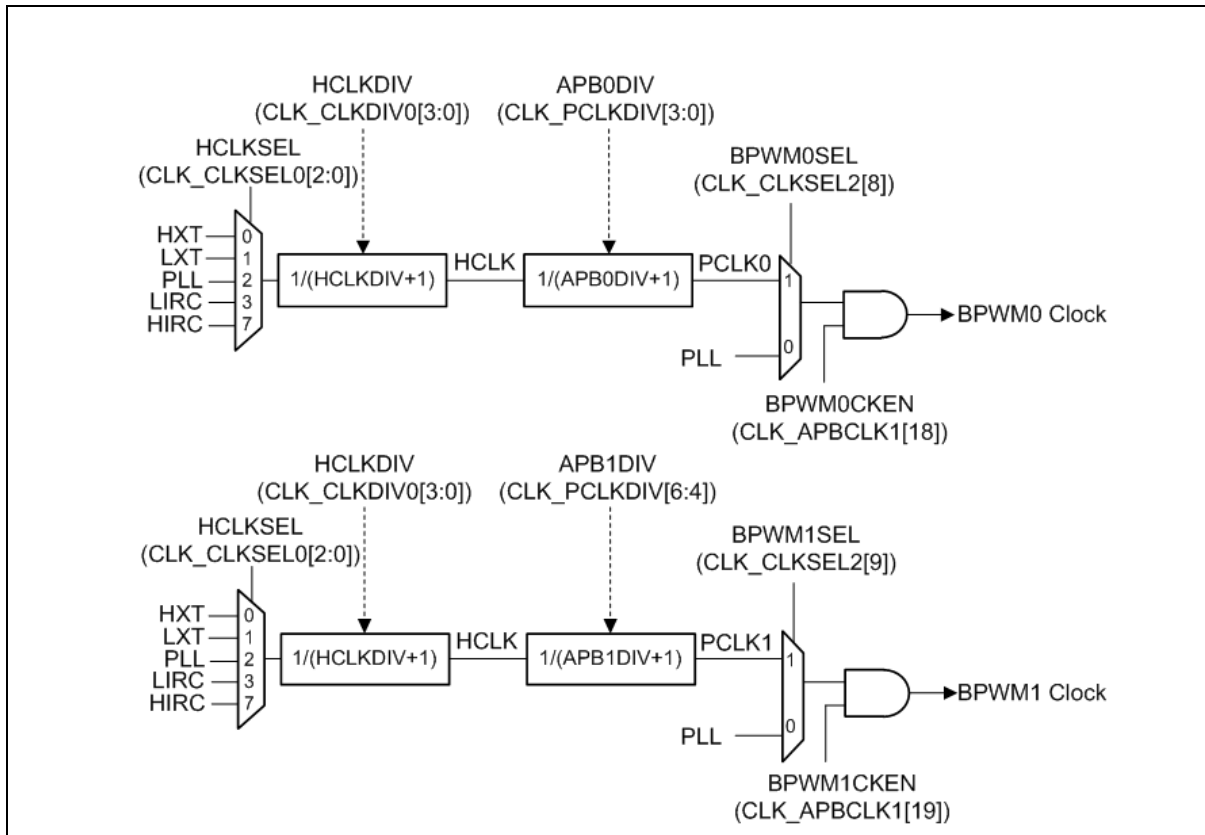 HCLKDIV
(CLK_CLKDIV0[3:0])
APB0DIV
(CLK_PCLKDIV[3:0])
HCLKSEL
(CLK_CLKSEL0[2:0])
BPWM0SEL
(CLK_CLKSEL2[8])
HXT 0
LXT 1
PLL 2
LIRC 3
HIRC 7
1/(HCLKDIV+1)
HCLK
1/(APB0DIV+1)
PCLK0
1
0
PLL
BPWM0 Clock
BPWM0CKEN
(CLK_APBCLK1[18])
HCLKDIV
(CLK_CLKDIV0[3:0])
APB1DIV
(CLK_PCLKDIV[6:4])
HCLKSEL
(CLK_CLKSEL0[2:0])
BPWM1SEL
(CLK_CLKSEL2[9])
HXT 0
LXT 1
PLL 2
LIRC 3
HIRC 7
1/(HCLKDIV+1)
HCLK
1/(APB1DIV+1)
PCLK1
1
0
PLL
BPWM1 Clock
BPWM1CKEN
(CLK_APBCLK1[19])